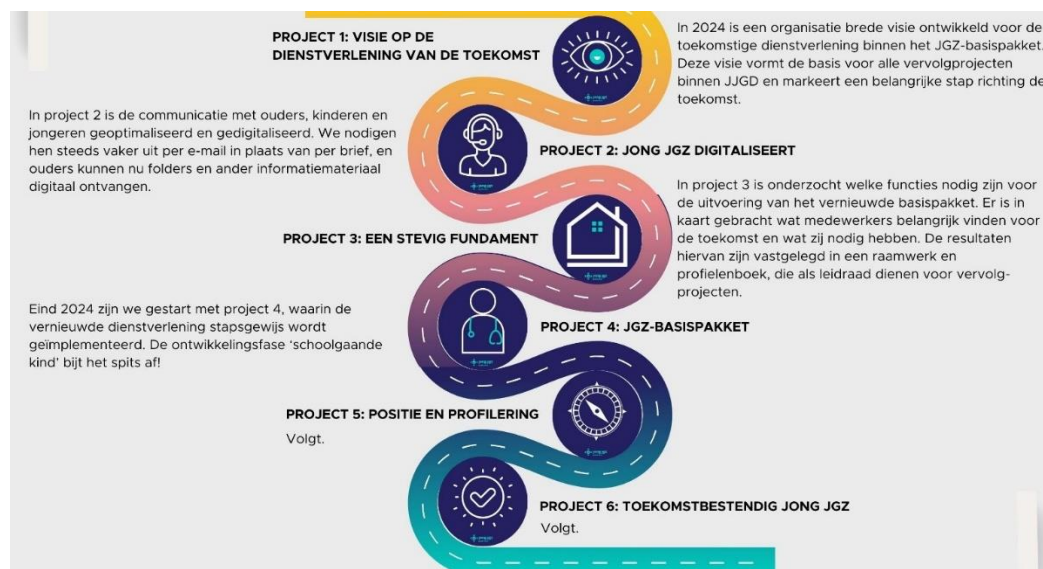 PROJECT 1: VISIE OP DE
DIENSTVERLENING VAN DE TOEKOMST
In 2024 is een organisatie brede visie ontwikkeld voor de
toekomstige dienstverlening binnen het JGZ-basispakket.
Deze visie vormt de basis voor alle vervolgprojecten
binnen JJGD en markeert een belangrijke stap richting de
toekomst.
In project 2 is de communicatie met ouders, kinderen en
jongeren geoptimaliseerd en gedigitaliseerd. We nodigen
hen steeds vaker uit per e-mail in plaats van per brief, en
ouders kunnen nu folders en ander informatiemateriaal
digitaal ontvangen.
PROJECT 2: JONG JGZ DIGITALISEERT
In project 3 is onderzocht welke functies nodig zijn voor
de uitvoering van het vernieuwde basispakket. Er is in
kaart gebracht wat medewerkers belangrijk vinden voor
de toekomst en wat zij nodig hebben. De resultaten
hiervan zijn vastgelegd in een raamwerk en
profielenboek, die als leidraad dienen voor vervolg-
projecten.
PROJECT 3: EEN STEVIG FUNDAMENT
Eind 2024 zijn we gestart met project 4, waarin de
vernieuwde dienstverlening stapsgewijs wordt
geïmplementeerd. De ontwikkelingsfase ‘schoolgaande
kind’ bijt het spits af!
PROJECT 4: JGZ-BASISPAKKET
PROJECT 5: POSITIE EN PROFILERING
Volgt.
PROJECT 6: TOEKOMSTBESTENDIG JONG JGZ
Volgt.